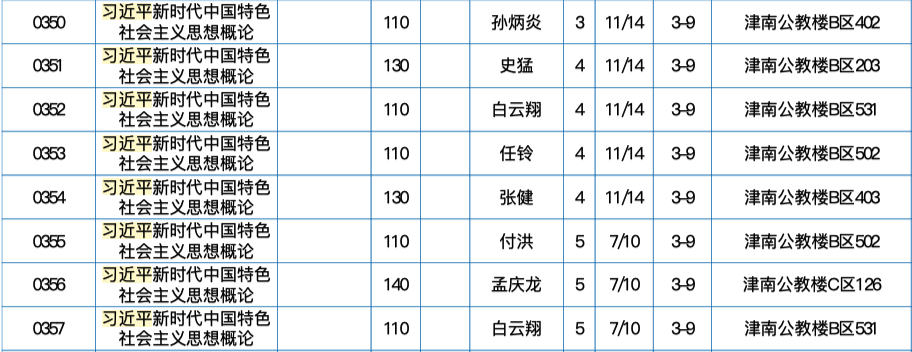 0350 习近平新时代中国特色 110 孙炳炎 3 11/14 3-9 津南公教楼B区402
社会主义思想概论
0351 习近平新时代中国特色 130 史猛 4 11/14 3-9 津南公教楼B区203
社会主义思想概论
0352 习近平新时代中国特色 110 白云翔 4 11/14 3-9 津南公教楼B区531
社会主义思想概论
0353 习近平新时代中国特色 110 任铃 4 11/14 3-9 津南公教楼B区502
社会主义思想概论
0354 习近平新时代中国特色 130 张健 4 11/14 3-9 津南公教楼B区403
社会主义思想概论
0355 习近平新时代中国特色 110 付洪 5 7/10 3-9 津南公教楼B区502
社会主义思想概论
0356 习近平新时代中国特色 140 孟庆龙 5 7/10 3-9 津南公教楼C区126
社会主义思想概论
0357 习近平新时代中国特色 110 白云翔 5 7/10 3-9 津南公教楼B区531
社会主义思想概论